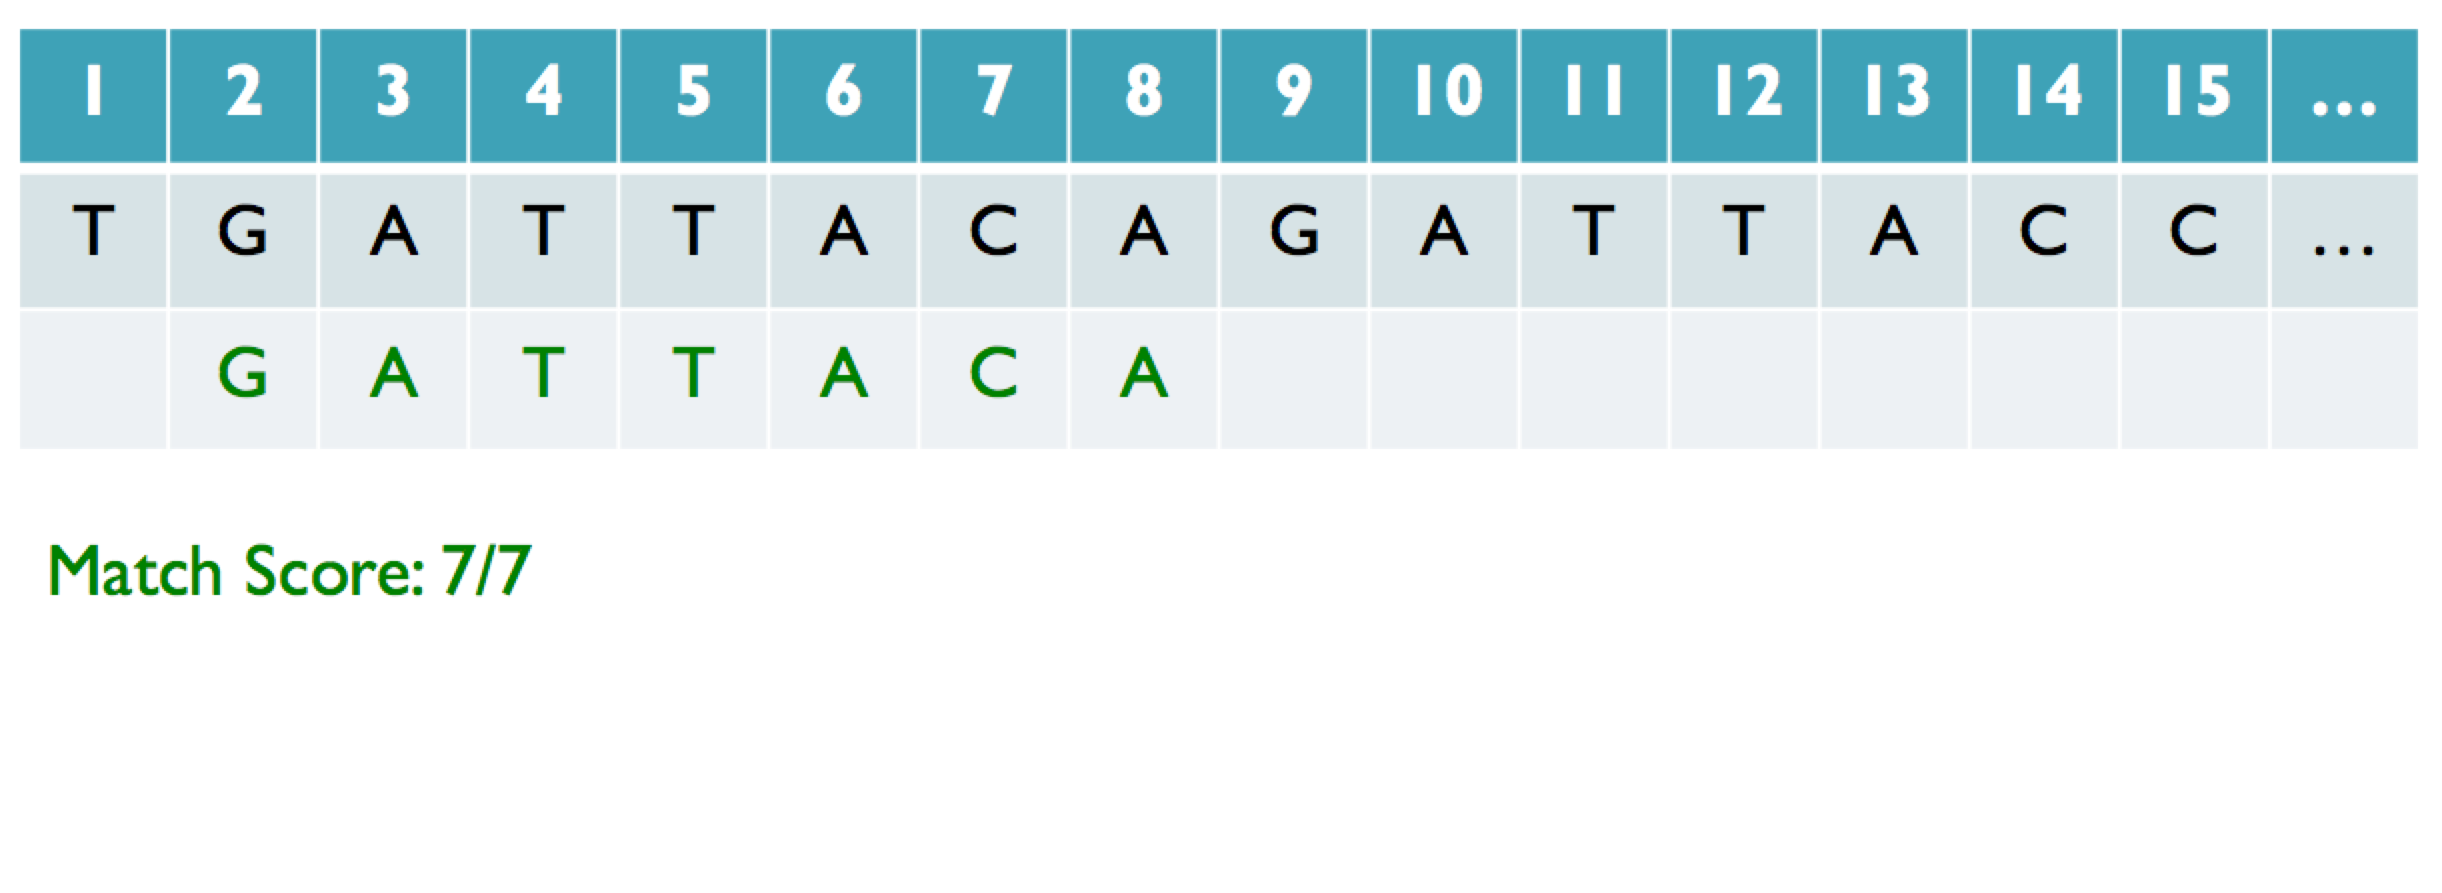 1 2 3 4 5 6 7 8 9 10 11 12 13 14 15 ...
T G A T T A C A G A T T A C C ...
G A T T A C A
Match Score: 7/7